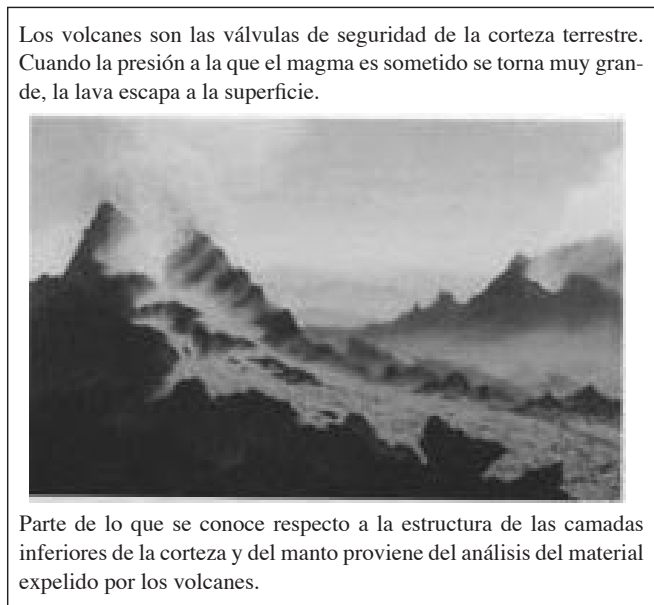 Los volcanes son las válvulas de seguridad de la corteza terrestre.
Cuando la presión a la que el magma es sometido se torna muy gran-
de, la lava escapa a la superficie.
Parte de lo que se conoce respecto a la estructura de las camadas
inferiores de la corteza y del manto proviene del análisis del material
expelido por los volcanes.